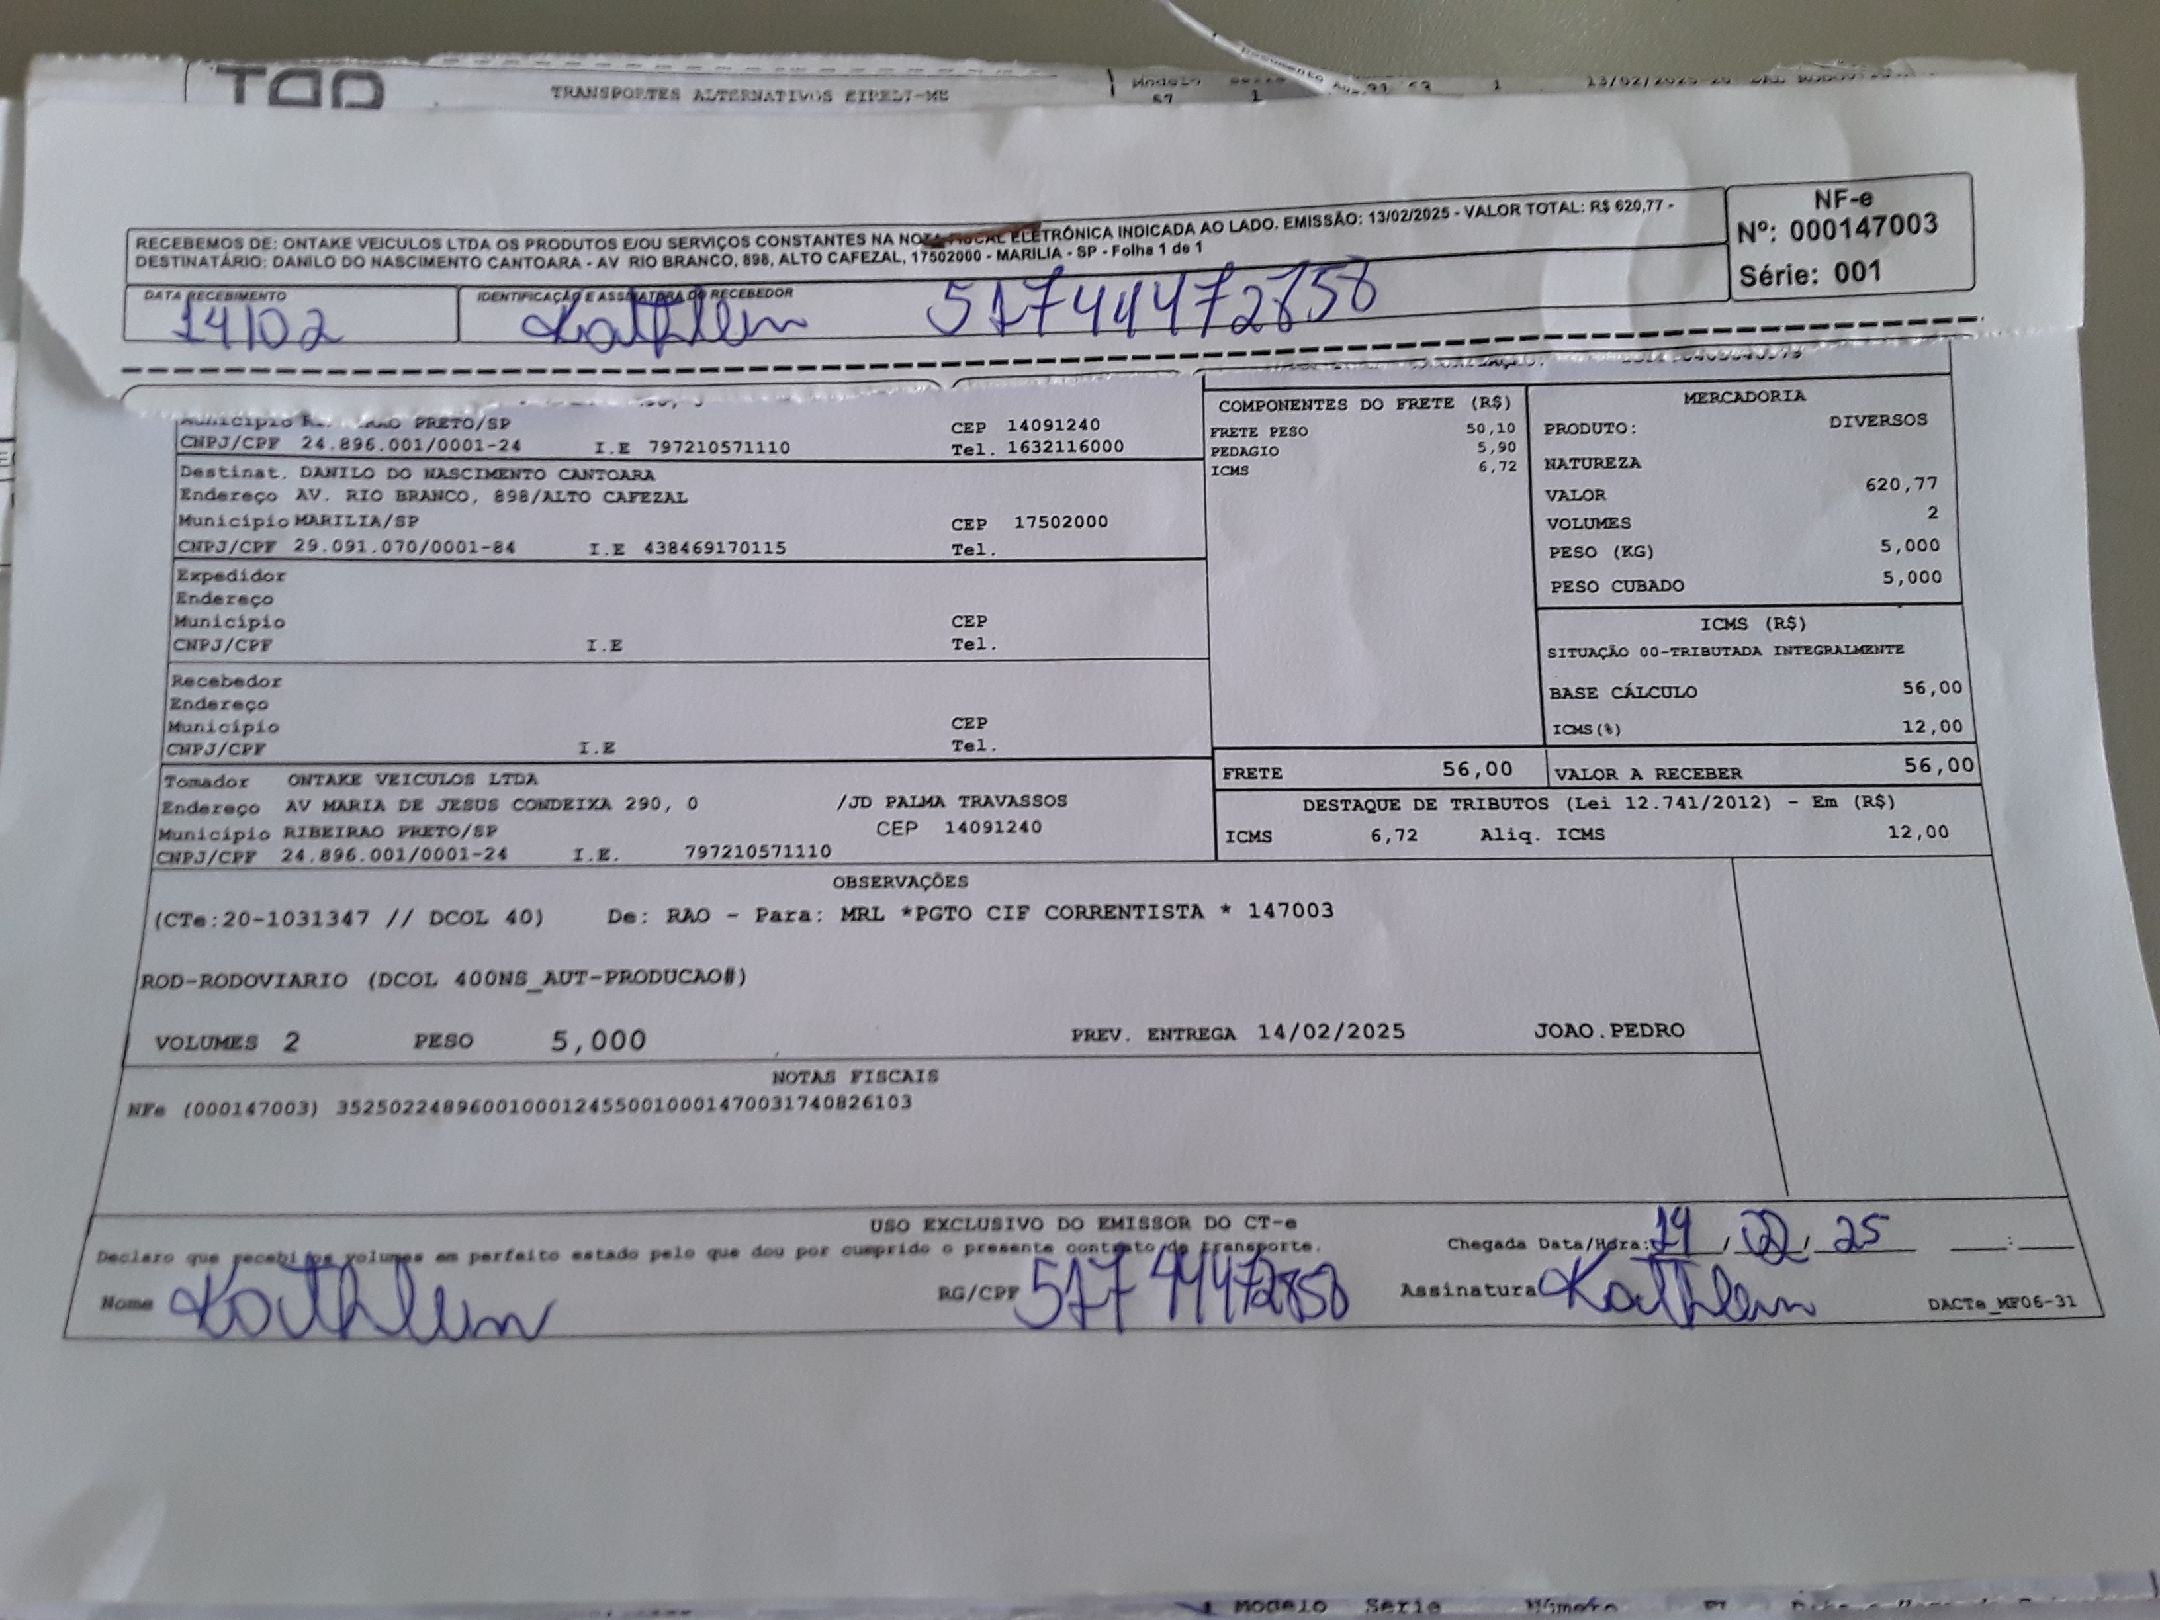 TRANSPORTES ALTERNATIVOS EIRELI-ME
Modelo
57 1 1 13/02/2025
RECEBEMOS DE: ONTAKE VEICULOS LTDA OS PRODUTOS E/OU SERVIÇOS CONSTANTES NA NOTA FISCAL ELETRÔNICA INDICADA AO LADO. EMISSÃO: 13/02/2025 - VALOR TOTAL: R$ 620,77 -
DESTINATÁRIO: DANILO DO NASCIMENTO CANTOARA - AV RIO BRANCO, 898, ALTO CAFEZAL, 17502000 - MARILIA - SP - Folha 1 de 1
NF-e
Nº: 000147003
Série: 001
DATA RECEBIMENTO
14/02
IDENTIFICAÇÃO E ASSINATURA DO RECEBEDOR
Kathlem 51744472858
Município RIBEIRAO PRETO/SP CEP 14091240
CNPJ/CPF 24.896.001/0001-24 I.E 797210571110 Tel. 1632116000
Destinat. DANILO DO NASCIMENTO CANTOARA
Endereço AV. RIO BRANCO, 898/ALTO CAFEZAL
Município MARILIA/SP CEP 17502000
CNPJ/CPF 29.091.070/0001-84 I.E 438469170115 Tel.
Expedidor
Endereço
Município CEP
CNPJ/CPF I.E Tel.
Recebedor
Endereço
Município CEP
CNPJ/CPF I.E Tel.
Tomador ONTAKE VEICULOS LTDA
Endereço AV MARIA DE JESUS CONDEIXA 290, 0 /JD PALMA TRAVASSOS
Município RIBEIRAO PRETO/SP CEP 14091240
CNPJ/CPF 24.896.001/0001-24 I.E. 797210571110
COMPONENTES DO FRETE (R$)
FRETE PESO 50,10
PEDAGIO 5,90
ICMS 6,72
MERCADORIA
PRODUTO: DIVERSOS
NATUREZA
VALOR 620,77
VOLUMES 2
PESO (KG) 5,000
PESO CUBADO 5,000
ICMS (R$)
SITUAÇÃO 00-TRIBUTADA INTEGRALMENTE
BASE CÁLCULO 56,00
ICMS(%) 12,00
FRETE 56,00 VALOR A RECEBER 56,00
DESTAQUE DE TRIBUTOS (Lei 12.741/2012) - Em (R$)
ICMS 6,72 Aliq. ICMS 12,00
OBSERVAÇÕES
(CTe:20-1031347 // DCOL 40) De: RAO - Para: MRL *PGTO CIF CORRENTISTA * 147003
ROD-RODOVIARIO (DCOL 400NS_AUT-PRODUCAO#)
VOLUMES 2 PESO 5,000 PREV. ENTREGA 14/02/2025 JOAO.PEDRO
NOTAS FISCAIS
NFe (000147003) 35250224896001000124550010001470031740826103
USO EXCLUSIVO DO EMISSOR DO CT-e
Declaro que recebi os volumes em perfeito estado pelo que dou por cumprido o presente contrato de transporte.
Chegada Data/Hora: 14 / 02 / 25 :
Nome Kathlem RG/CPF 51744472858 Assinatura Kathlem
DACTe_MF06-31
Modelo Serie Número